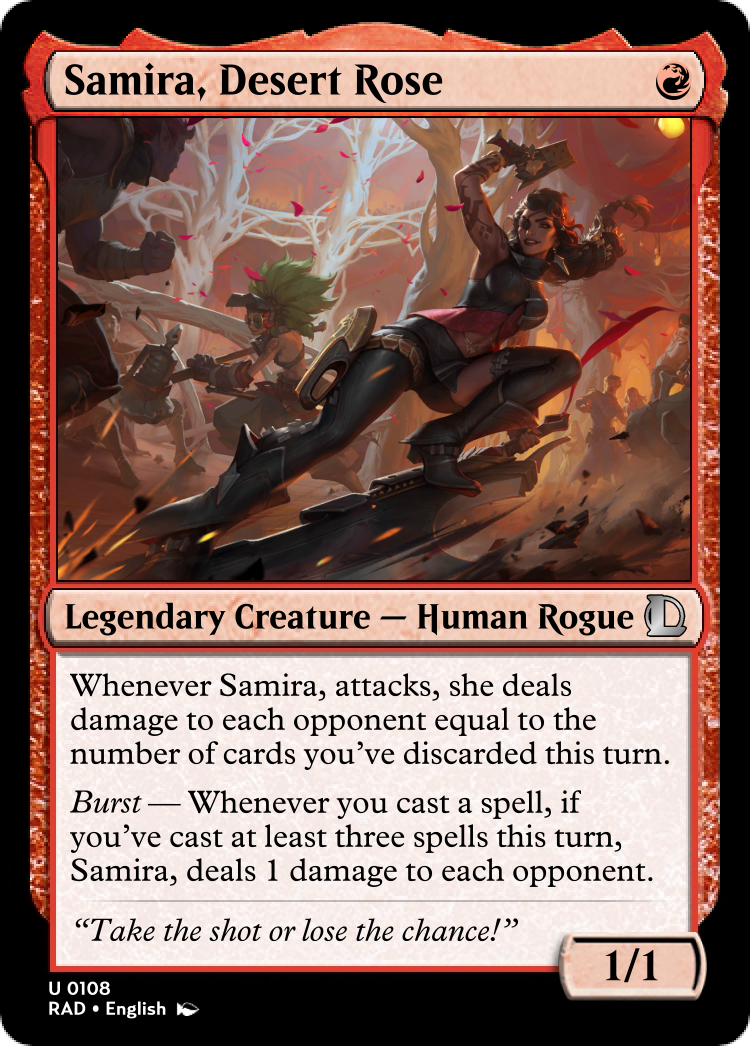 Samira, Desert Rose
Legendary Creature — Human Rogue
Whenever Samira, attacks, she deals
damage to each opponent equal to the
number of cards you've discarded this turn.
Burst — Whenever you cast a spell, if
you've cast at least three spells this turn,
Samira, deals 1 damage to each opponent.
“Take the shot or lose the chance!”
1/1
U 0108
RAD • English